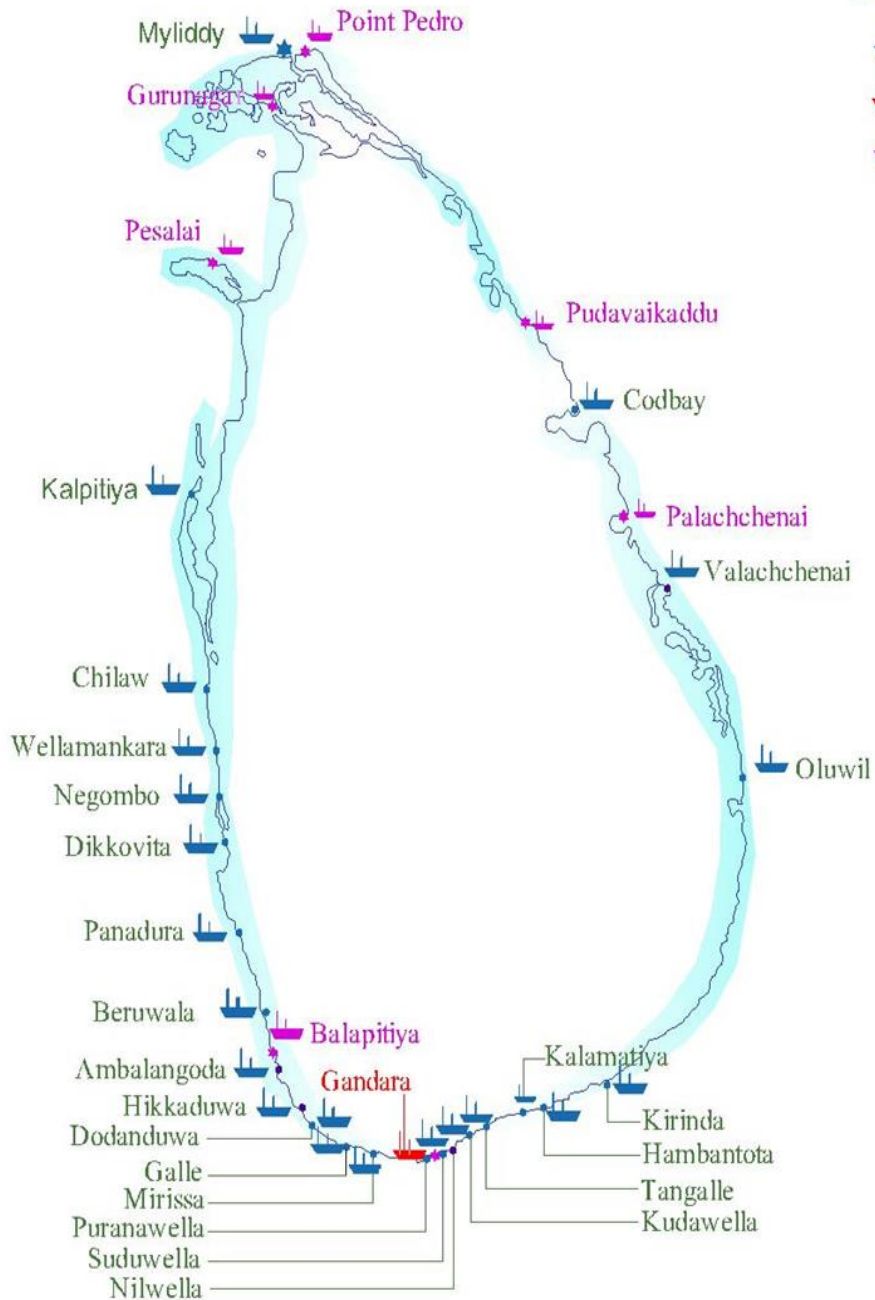 Point Pedro
Myliddy
Gurunagar
Pesalai
Pudavaikaddu
Codbay
Kalpitiya
Palachchenai
Valachchenai
Chilaw
Wellamankara
Oluwil
Negombo
Dikkovita
Panadura
Beruwala
Balapitiya
Kalamatiya
Ambalangoda
Gandara
Hikkaduwa
Kirinda
Dodanduwa
Hambantota
Galle
Tangalle
Mirissa
Kudawella
Puranawella
Suduwella
Nilwella